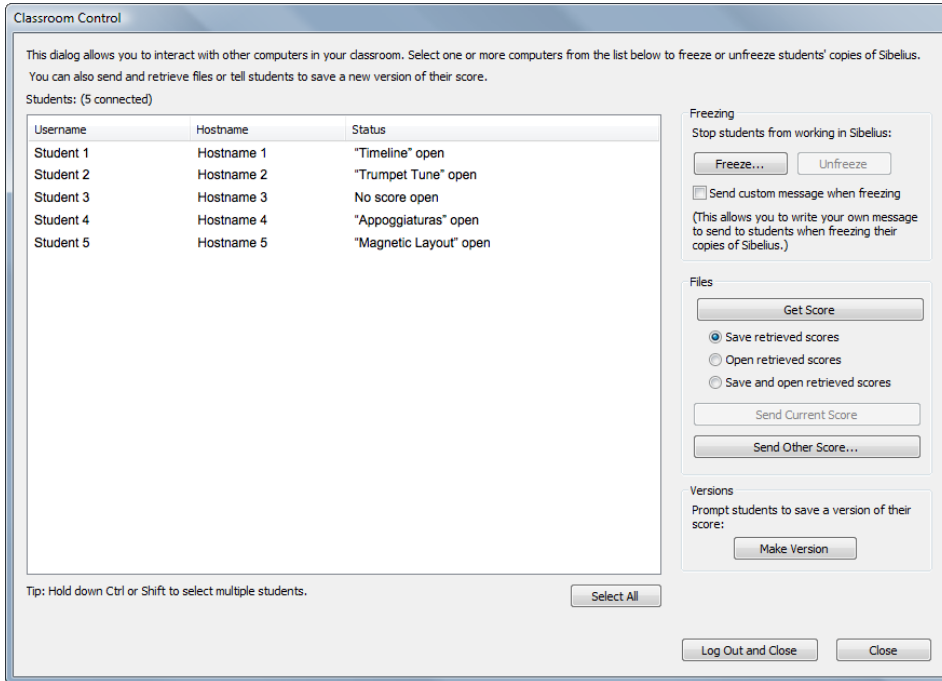 Classroom Control
This dialog allows you to interact with other computers in your classroom. Select one or more computers from the list below to freeze or unfreeze students' copies of Sibelius.
You can also send and retrieve files or tell students to save a new version of their score.
Students: (5 connected)
Username Hostname Status
Student 1 Hostname 1 “Timeline” open
Student 2 Hostname 2 “Trumpet Tune” open
Student 3 Hostname 3 No score open
Student 4 Hostname 4 “Appoggiaturas” open
Student 5 Hostname 5 “Magnetic Layout” open
Tip: Hold down Ctrl or Shift to select multiple students.
Select All
Freezing
Stop students from working in Sibelius:
Freeze... Unfreeze
Send custom message when freezing
(This allows you to write your own message
to send to students when freezing their
copies of Sibelius.)
Files
Get Score
Save retrieved scores
Open retrieved scores
Save and open retrieved scores
Send Current Score
Send Other Score...
Versions
Prompt students to save a version of their
score:
Make Version
Log Out and Close Close